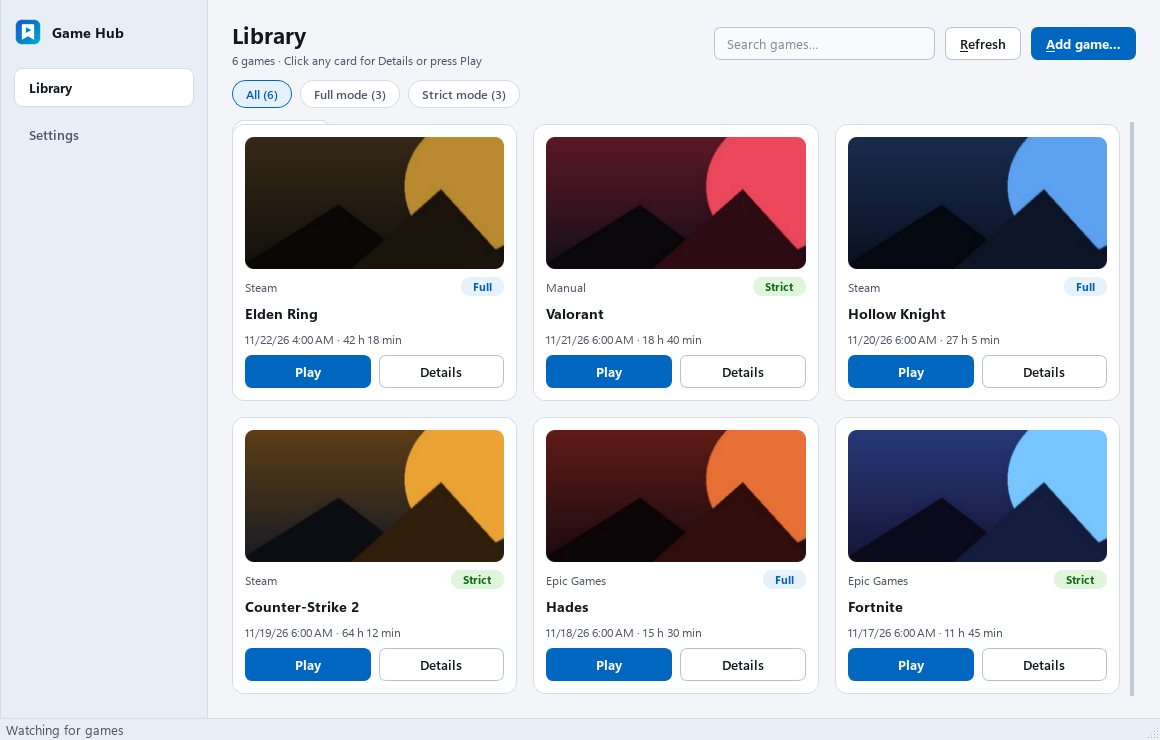 Game Hub
Library
Settings
Library
6 games · Click any card for Details or press Play
Search games...
Refresh
Add game...
All (6)
Full mode (3)
Strict mode (3)
Steam
Full
Elden Ring
11/22/26 4:00 AM · 42 h 18 min
Play
Details
Manual
Strict
Valorant
11/21/26 6:00 AM · 18 h 40 min
Play
Details
Steam
Full
Hollow Knight
11/20/26 6:00 AM · 27 h 5 min
Play
Details
Steam
Strict
Counter-Strike 2
11/19/26 6:00 AM · 64 h 12 min
Play
Details
Epic Games
Full
Hades
11/18/26 6:00 AM · 15 h 30 min
Play
Details
Epic Games
Strict
Fortnite
11/17/26 6:00 AM · 11 h 45 min
Play
Details
Watching for games